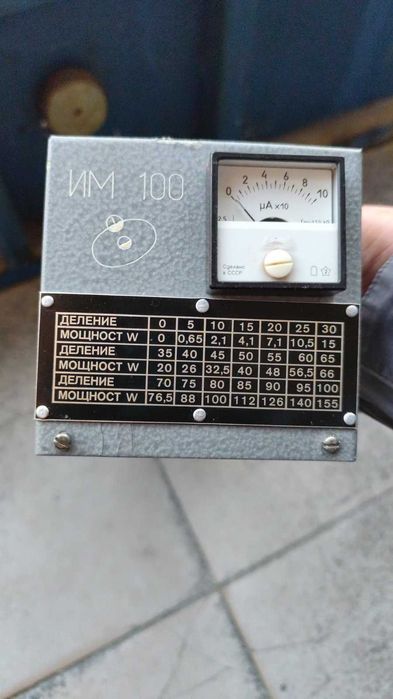 ИМ 100
0 2 4 6 8 10
μA×10
2.5
Сделано
в СССР
ДЕЛЕНИЕ 0 5 10 15 20 25 30
МОЩНОСТ W 0 0,65 2,1 4,1 7,1 10,5 15
ДЕЛЕНИЕ 35 40 45 50 55 60 65
МОЩНОСТ W 20 26 32,5 40 48 56,5 66
ДЕЛЕНИЕ 70 75 80 85 90 95 100
МОЩНОСТ W 76,5 88 100 112 126 140 155